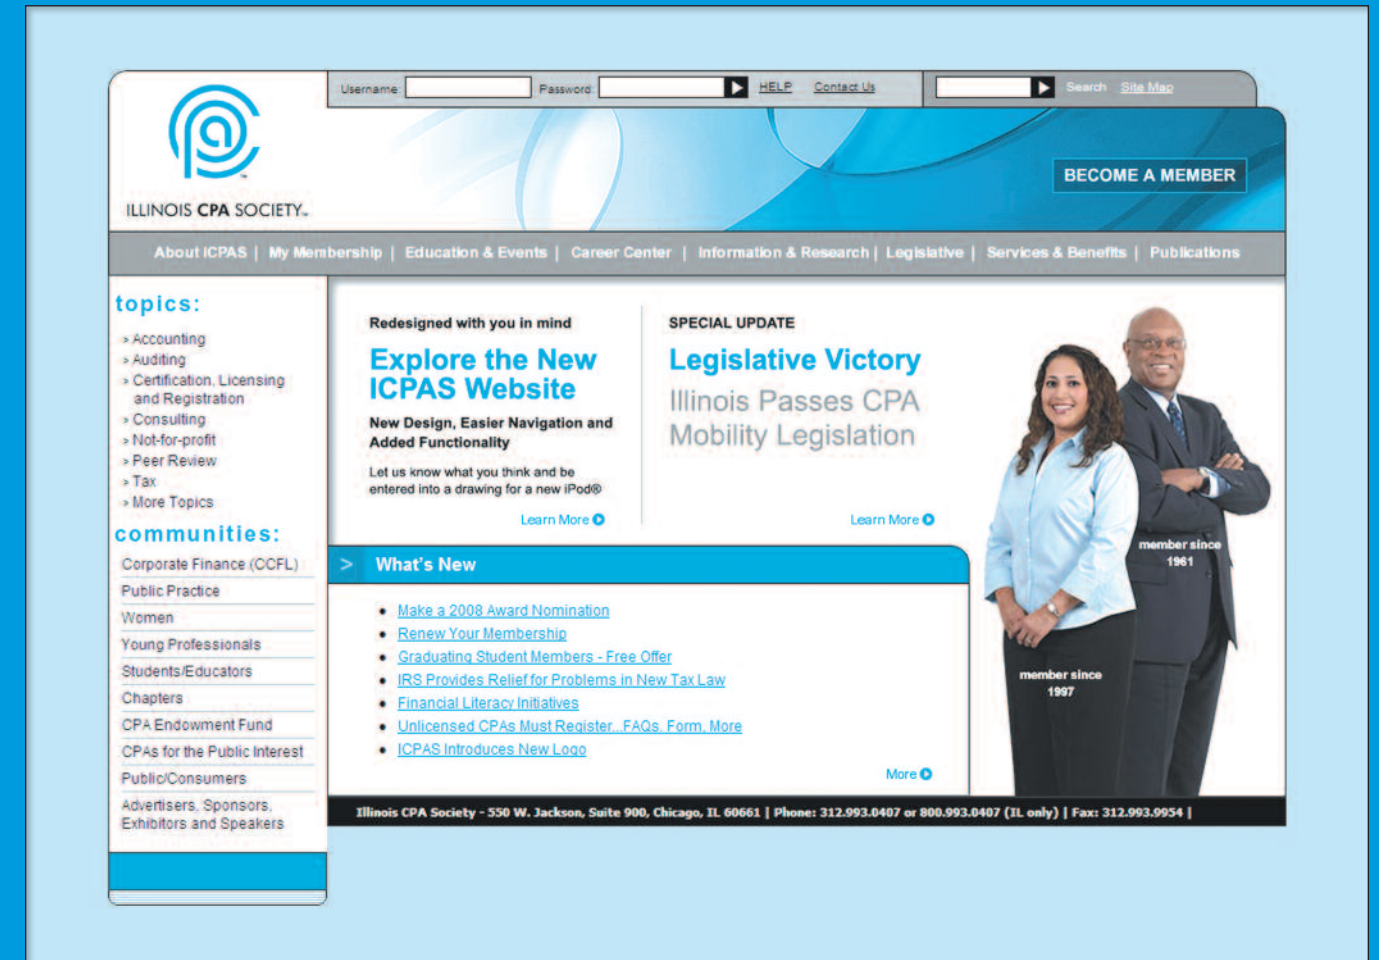 Username: Password: HELP Contact Us Search Site Map
ILLINOIS CPA SOCIETY™
BECOME A MEMBER
About ICPAS | My Membership | Education & Events | Career Center | Information & Research | Legislative | Services & Benefits | Publications
topics:
> Accounting
> Auditing
> Certification, Licensing
and Registration
> Consulting
> Not-for-profit
> Peer Review
> Tax
> More Topics
communities:
Corporate Finance (CCFL)
Public Practice
Women
Young Professionals
Students/Educators
Chapters
CPA Endowment Fund
CPAs for the Public Interest
Public/Consumers
Advertisers, Sponsors,
Exhibitors and Speakers
Redesigned with you in mind
Explore the New
ICPAS Website
New Design, Easier Navigation and
Added Functionality
Let us know what you think and be
entered into a drawing for a new iPod®
Learn More
SPECIAL UPDATE
Legislative Victory
Illinois Passes CPA
Mobility Legislation
Learn More
member since
1961
member since
1997
> What's New
• Make a 2008 Award Nomination
• Renew Your Membership
• Graduating Student Members - Free Offer
• IRS Provides Relief for Problems in New Tax Law
• Financial Literacy Initiatives
• Unlicensed CPAs Must Register...FAQs, Form, More
• ICPAS Introduces New Logo
More
Illinois CPA Society - 550 W. Jackson, Suite 900, Chicago, IL 60661 | Phone: 312.993.0407 or 800.993.0407 (IL only) | Fax: 312.993.9954 |